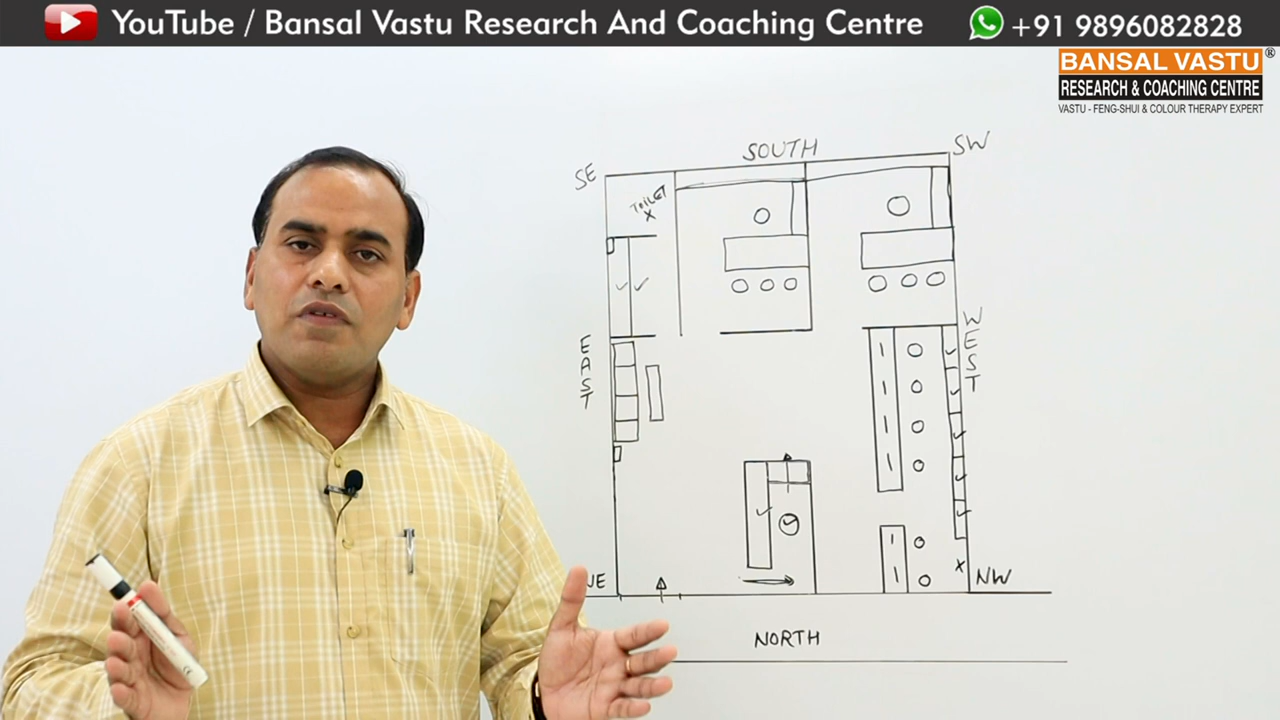 YouTube / Bansal Vastu Research And Coaching Centre
+91 9896082828
BANSAL VASTU®
RESEARCH & COACHING CENTRE
VASTU - FENG-SHUI & COLOUR THERAPY EXPERT
SOUTH
SW
SE
TOILET
X
WEST
EAST
X
NE
NW
NORTH